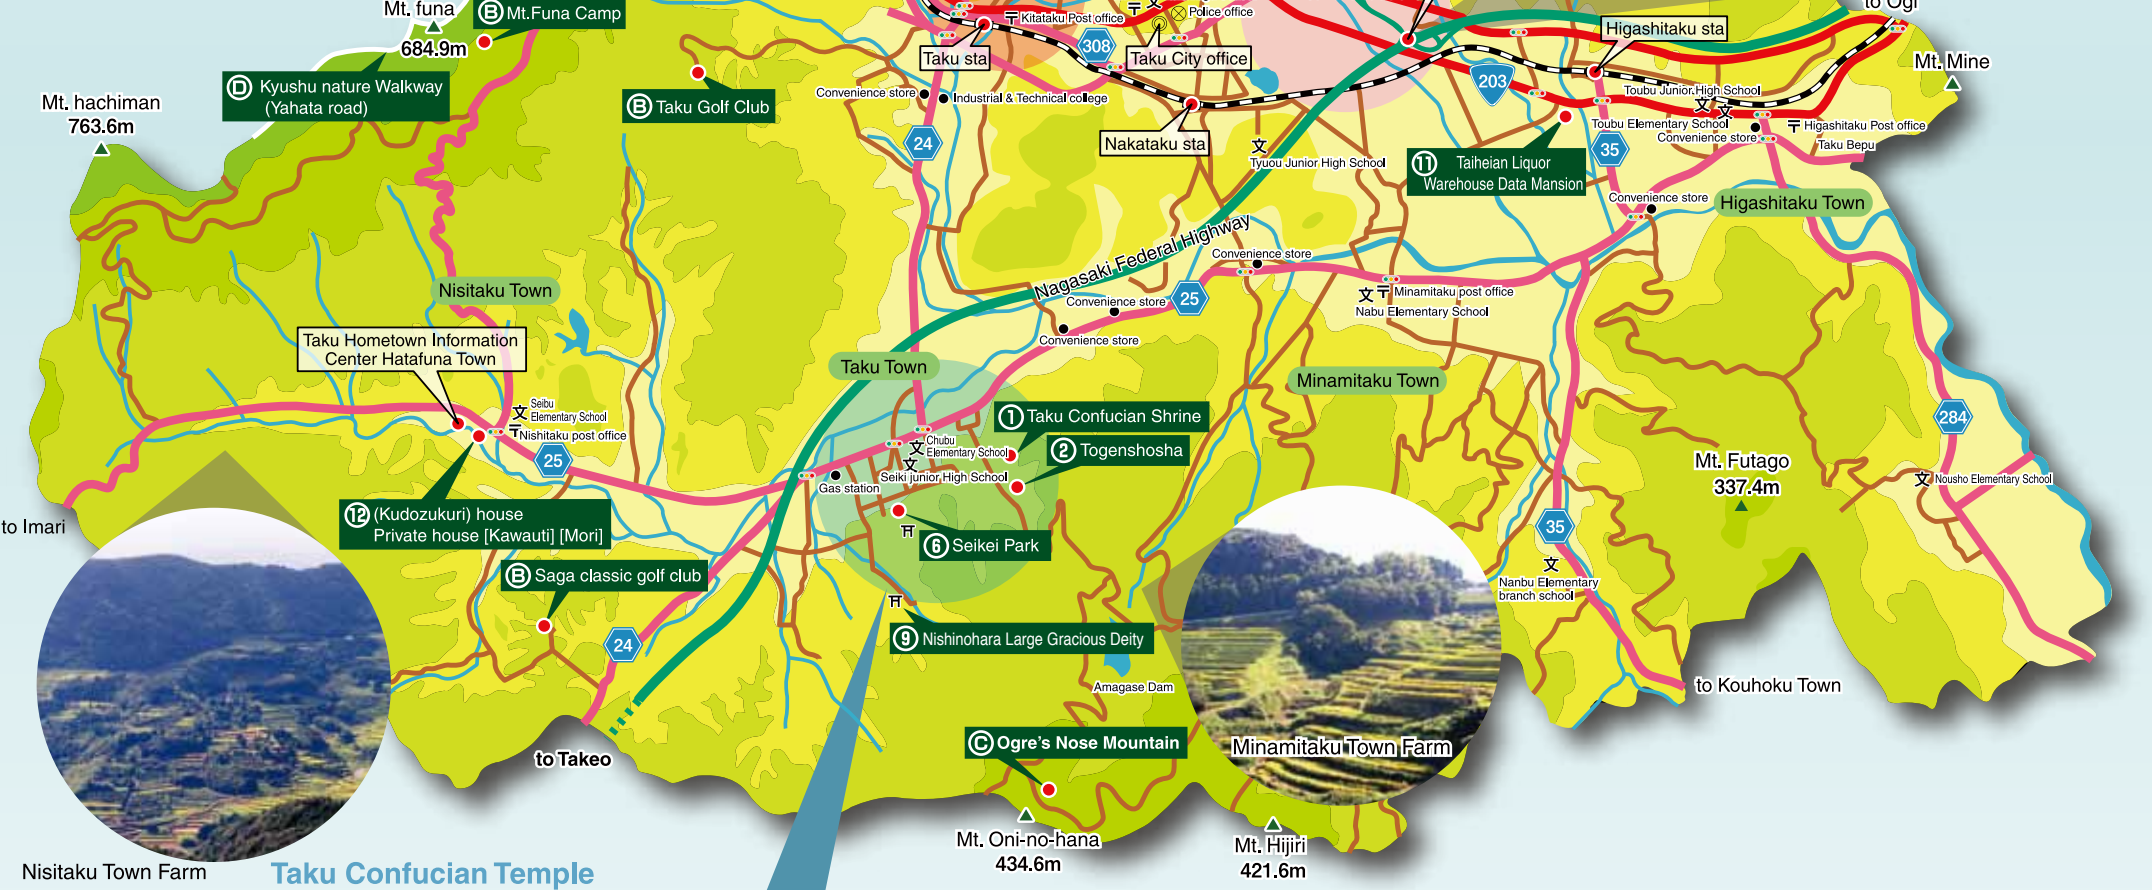 Mt. funa
684.9m
B Mt.Funa Camp
Kitataku Post office
Police office
to Ogi
Taku sta
308
Taku City office
Higashitaku sta
Mt. Mine
D Kyushu nature Walkway
(Yahata road)
Mt. hachiman
763.6m
B Taku Golf Club
Convenience store
Industrial & Technical college
203
Toubu Junior High School
文
文
Toubu Elementary School
Convenience store
Higashitaku Post office
Taku Bepu
24
Nakataku sta
文
Tyuou Junior High School
11 Taiheian Liquor
Warehouse Data Mansion
35
Convenience store
Higashitaku Town
Nagasaki Federal Highway
Convenience store
Nisitaku Town
Convenience store
25
文
Minamitaku post office
Nabu Elementary School
Convenience store
Taku Hometown Information
Center Hatafuna Town
Taku Town
Minamitaku Town
文
Seibu
Elementary School
Nishitaku post office
25
1 Taku Confucian Shrine
284
文
Chubu
Elementary School
2 Togenshosha
文
Seiki junior High School
Gas station
Mt. Futago
337.4m
文
Nousho Elementary School
to Imari
12 (Kudozukuri) house
Private house [Kawauti] [Mori]
6 Seikei Park
35
文
Nanbu Elementary
branch school
B Saga classic golf club
24
9 Nishinohara Large Gracious Deity
Amagase Dam
to Kouhoku Town
C Ogre's Nose Mountain
Minamitaku Town Farm
to Takeo
Mt. Oni-no-hana
434.6m
Mt. Hijiri
421.6m
Nisitaku Town Farm
Taku Confucian Temple